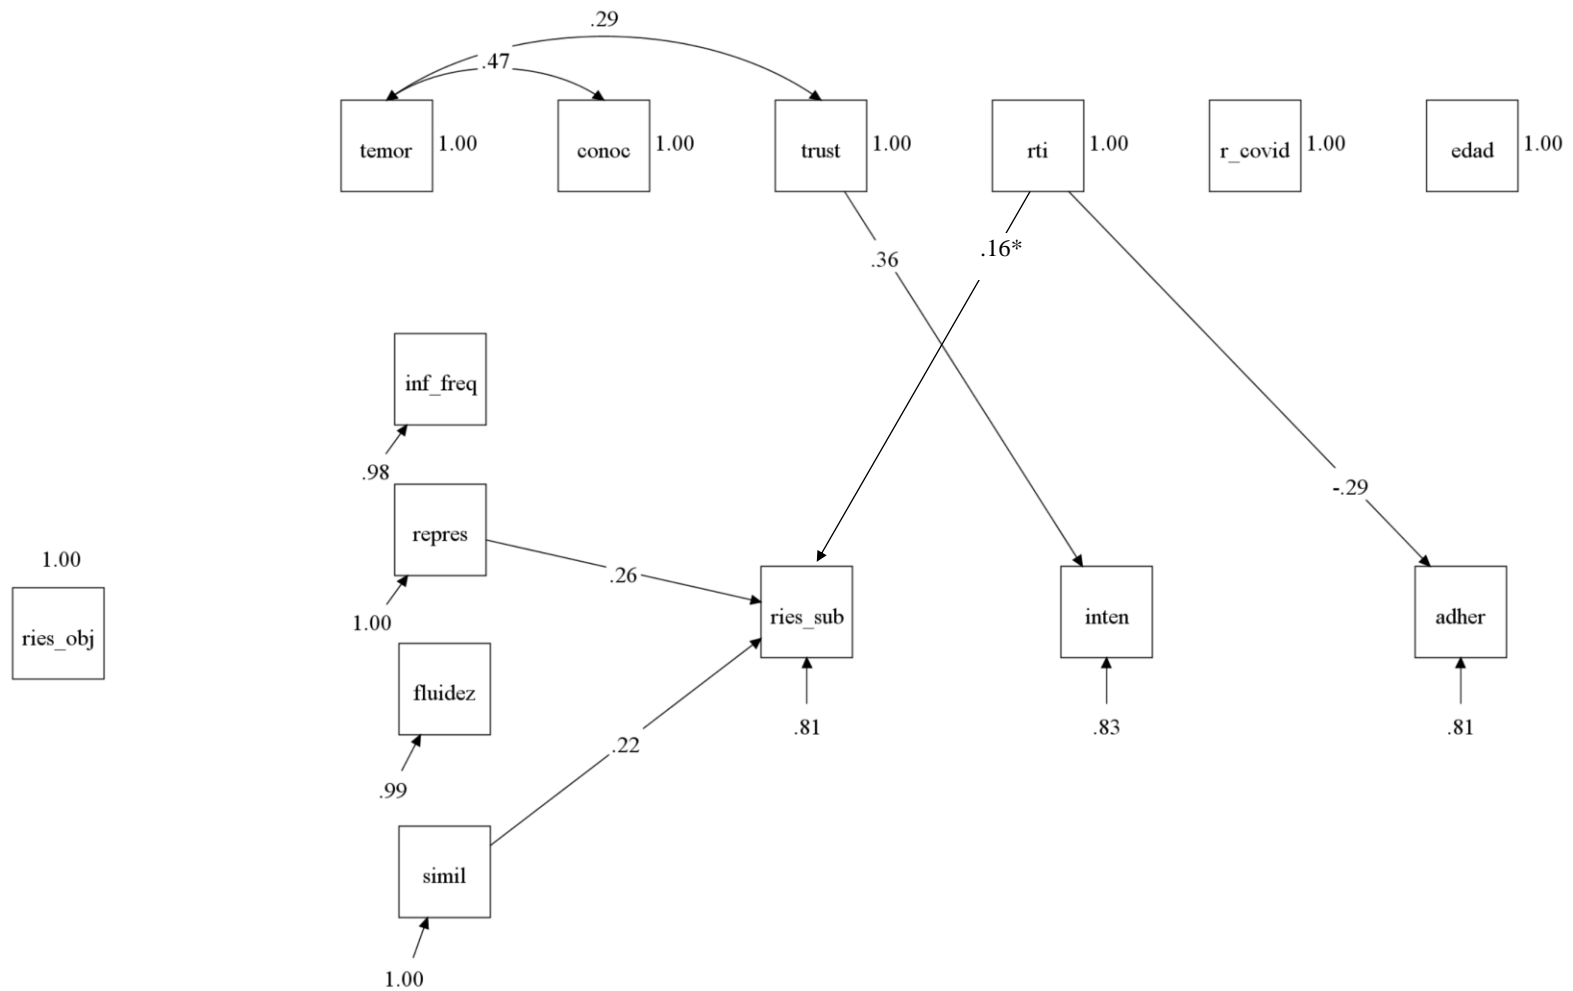 .29
.47
temor 1.00 conoc 1.00 trust 1.00 rti 1.00 r_covid 1.00 edad 1.00
.16*
.36
inf_freq
.98
-.29
repres
1.00
.26
1.00
ries_obj
ries_sub inten adher
fluidez
.81 .83 .81
.22
.99
simil
1.00